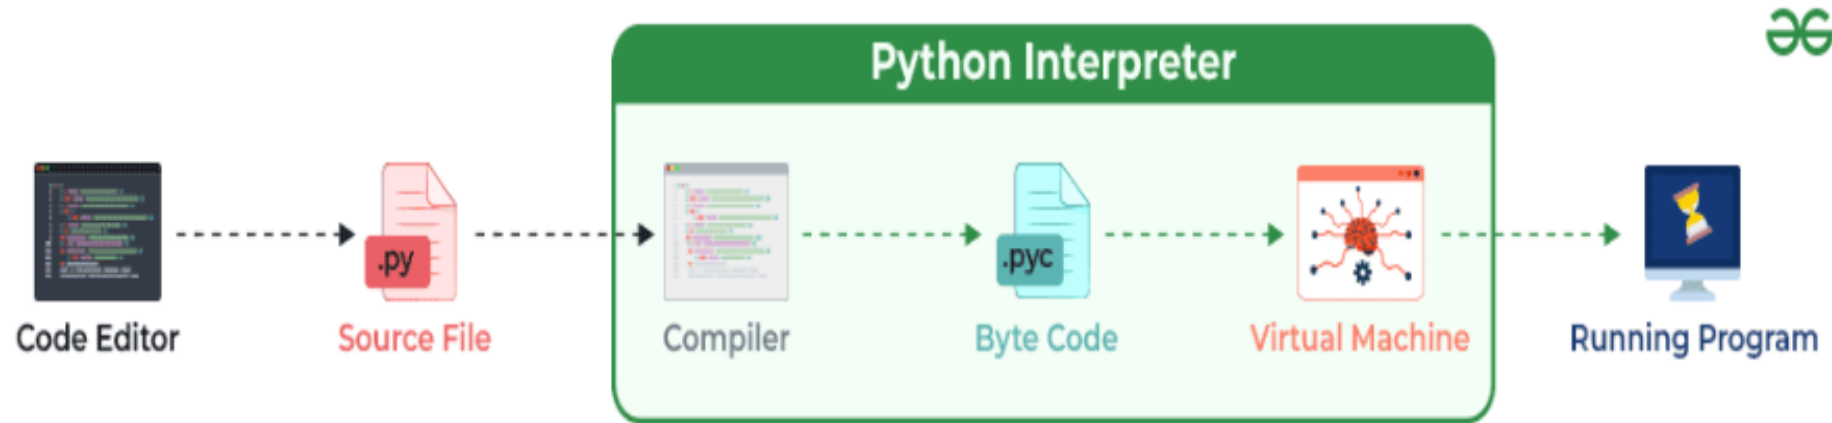 Python Interpreter
.py
.pyc
Code Editor
Source File
Compiler
Byte Code
Virtual Machine
Running Program